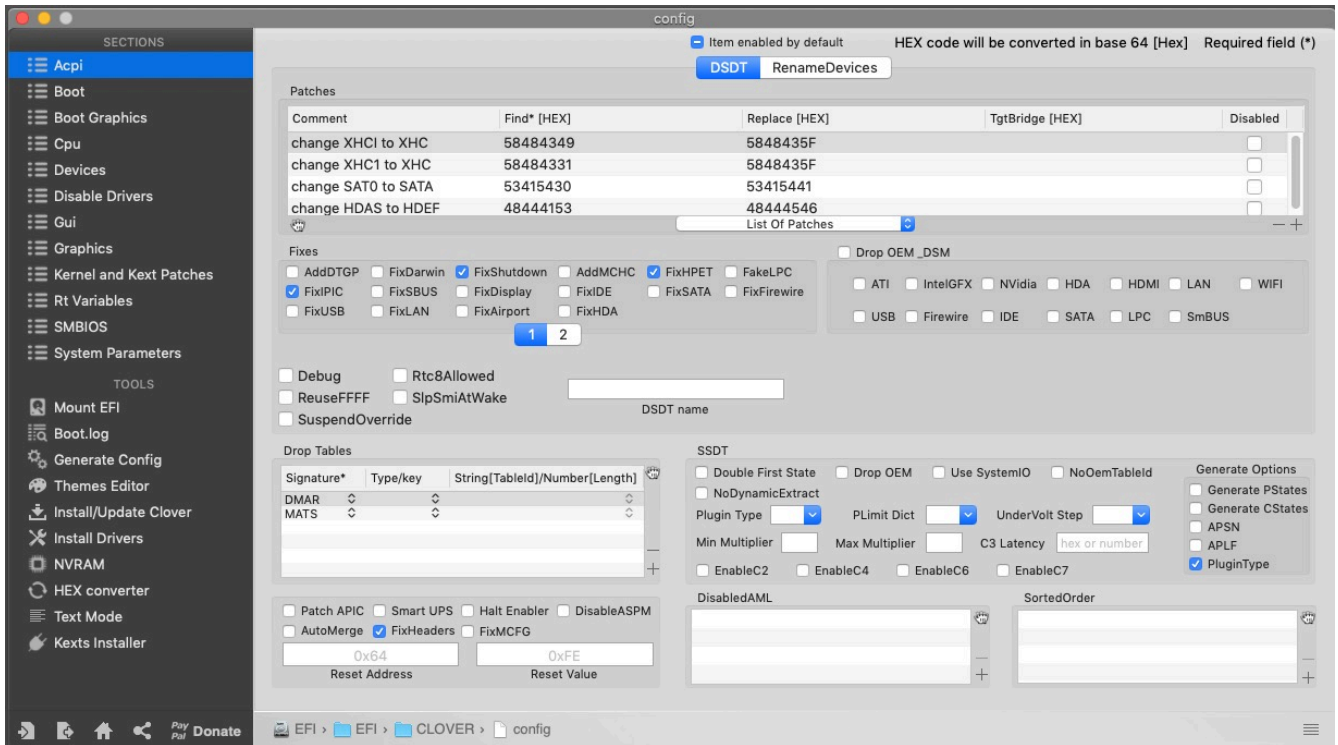 config
SECTIONS
Acpi
Boot
Boot Graphics
Cpu
Devices
Disable Drivers
Gui
Graphics
Kernel and Kext Patches
Rt Variables
SMBIOS
System Parameters
TOOLS
Mount EFI
Boot.log
Generate Config
Themes Editor
Install/Update Clover
Install Drivers
NVRAM
HEX converter
Text Mode
Kexts Installer
Pay Pal Donate
Item enabled by default HEX code will be converted in base 64 [Hex] Required field (*)
DSDT RenameDevices
Patches
Comment Find* [HEX] Replace [HEX] TgtBridge [HEX] Disabled
change XHCI to XHC 58484349 5848435F
change XHC1 to XHC 58484331 5848435F
change SAT0 to SATA 53415430 53415441
change HDAS to HDEF 48444153 48444546
List Of Patches
Fixes
AddDTGP FixDarwin FixShutdown AddMCHC FixHPET FakeLPC
FixIPIC FixSBUS FixDisplay FixIDE FixSATA FixFirewire
FixUSB FixLAN FixAirport FixHDA
1 2
Drop OEM _DSM
ATI IntelGFX NVidia HDA HDMI LAN WIFI
USB Firewire IDE SATA LPC SmBUS
Debug Rtc8Allowed
ReuseFFFF SlpSmiAtWake
SuspendOverride
DSDT name
Drop Tables
Signature* Type/key String[TableId]/Number[Length]
DMAR
MATS
SSDT
Double First State Drop OEM Use SystemIO NoOemTableId
NoDynamicExtract
Plugin Type PLimit Dict UnderVolt Step
Min Multiplier Max Multiplier C3 Latency hex or number
EnableC2 EnableC4 EnableC6 EnableC7
Generate Options
Generate PStates
Generate CStates
APSN
APLF
PluginType
Patch APIC Smart UPS Halt Enabler DisableASPM
AutoMerge FixHeaders FixMCFG
0x64 0xFE
Reset Address Reset Value
DisabledAML SortedOrder
EFI › EFI › CLOVER › config